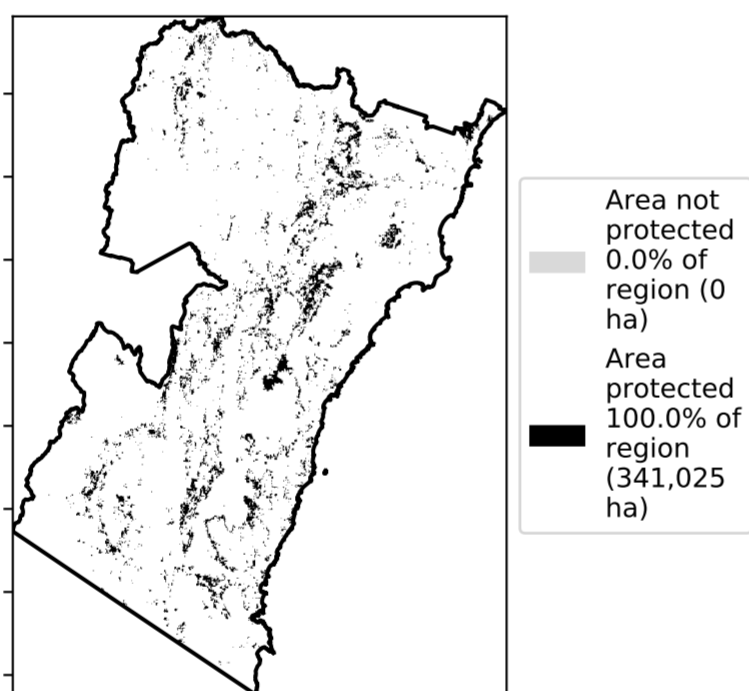 Area not
protected
0.0% of
region (0
ha)
Area
protected
100.0% of
region
(341,025
ha)